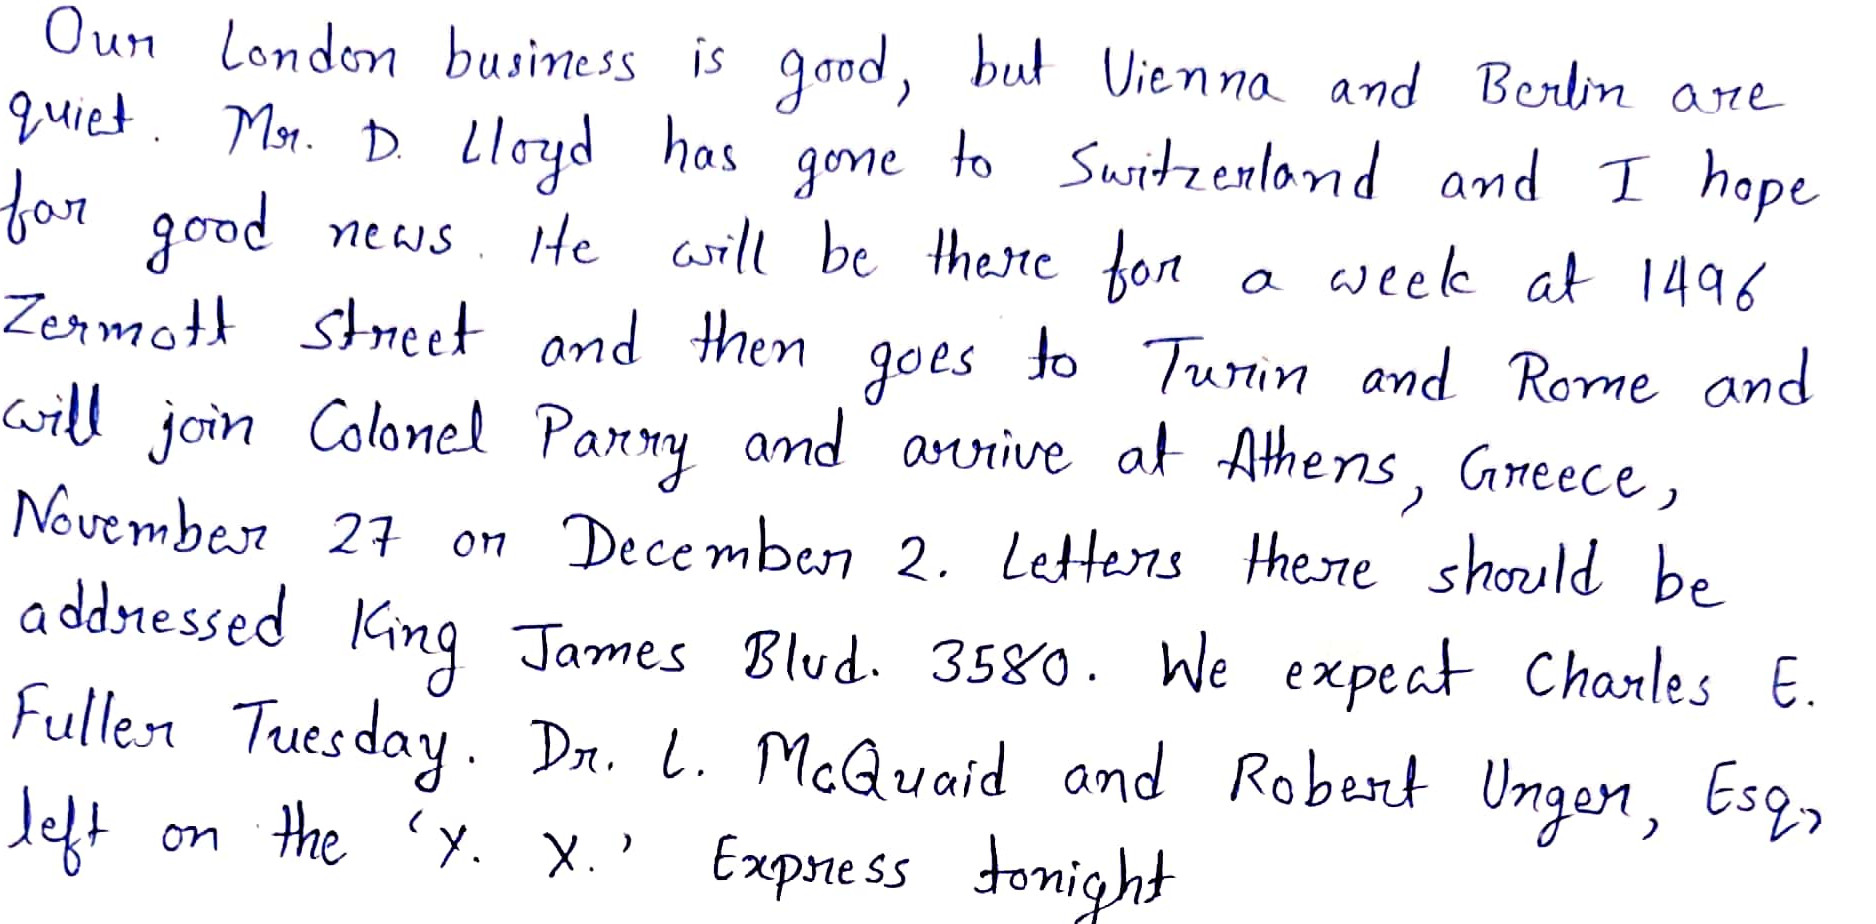 Our London business is good, but Vienna and Berlin are
quiet. Mr. D. Lloyd has gone to Switzerland and I hope
for good news. He will be there for a week at 1496
Zermott Street and then goes to Turin and Rome and
will join Colonel Parry and arrive at Athens, Greece,
November 27 or December 2. Letters there should be
addressed King James Blvd. 3580. We expect Charles E.
Fuller Tuesday. Dr. L. McQuaid and Robert Unger, Esq,,
left on the 'Y. X.' Express tonight